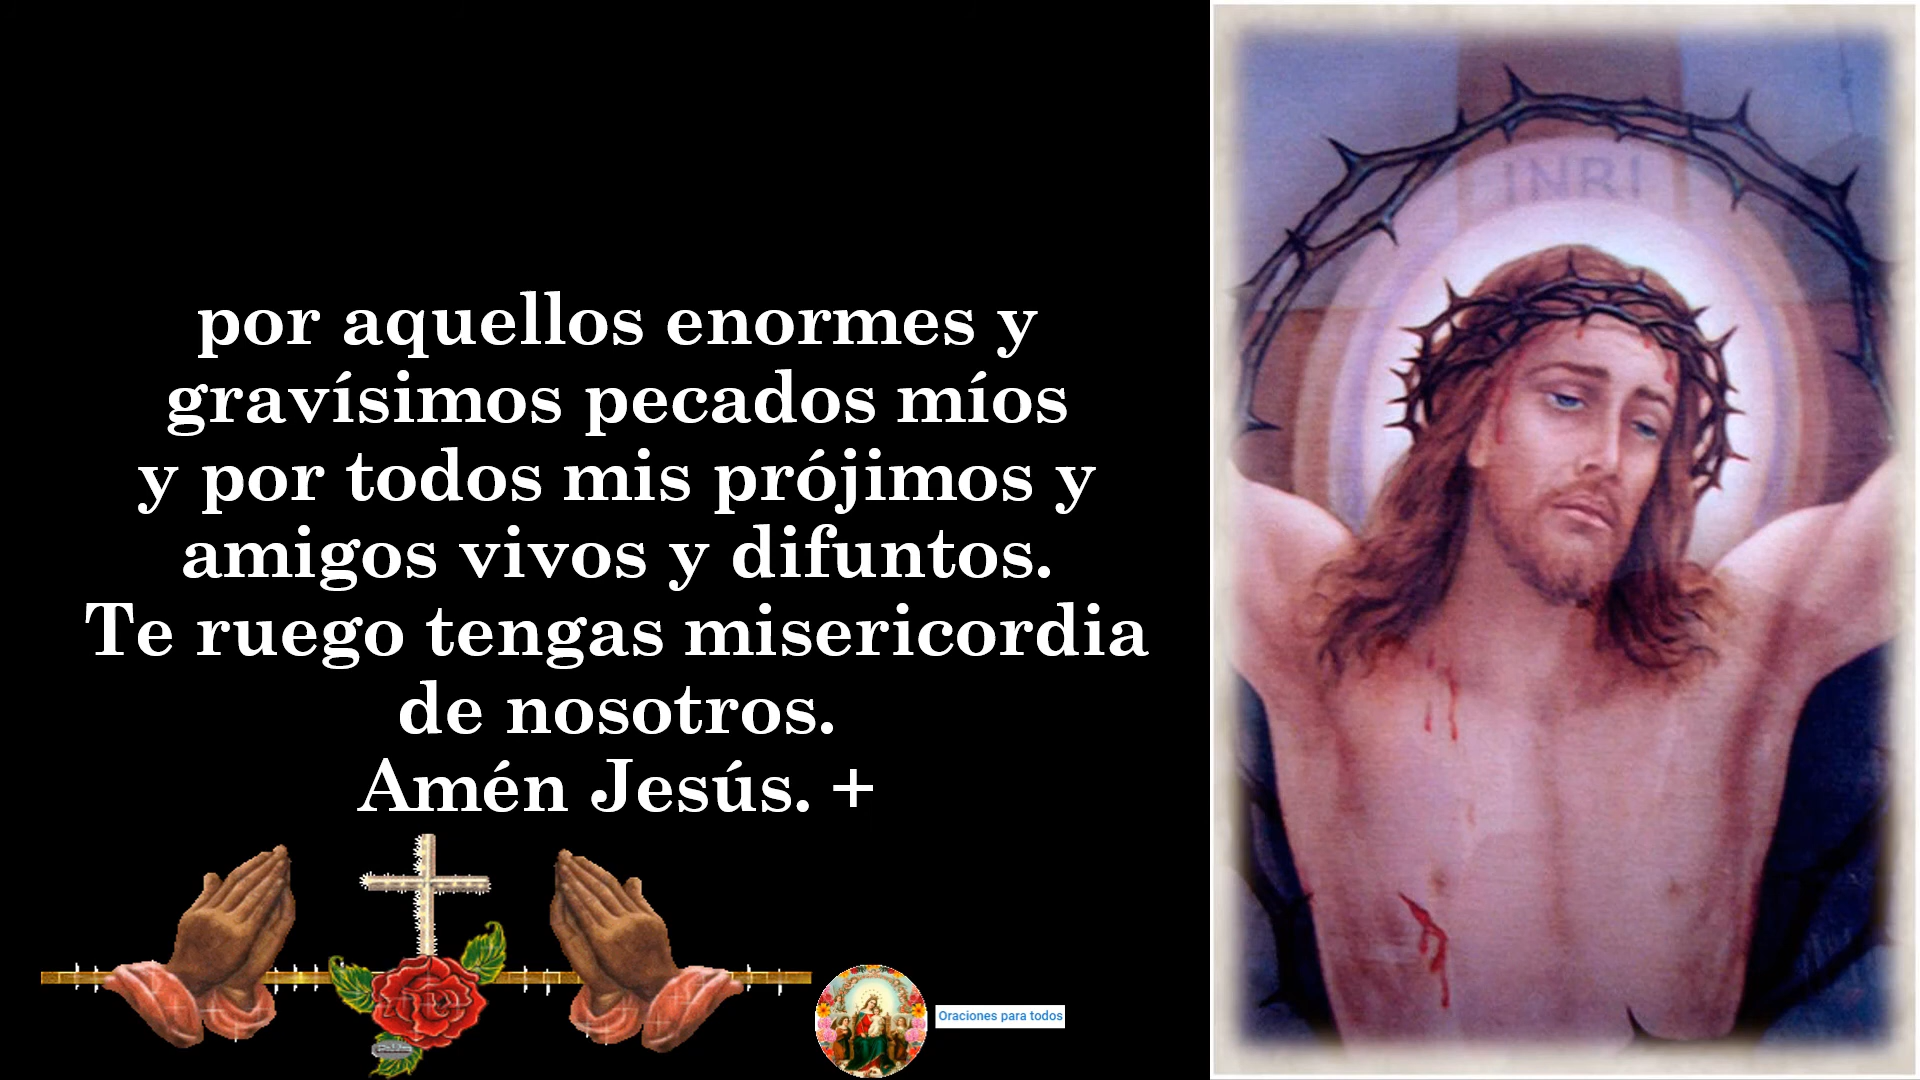 por aquellos enormes y
gravísimos pecados míos
y por todos mis prójimos y
amigos vivos y difuntos.
Te ruego tengas misericordia
de nosotros.
Amén Jesús. +
Oraciones para todos
INRI